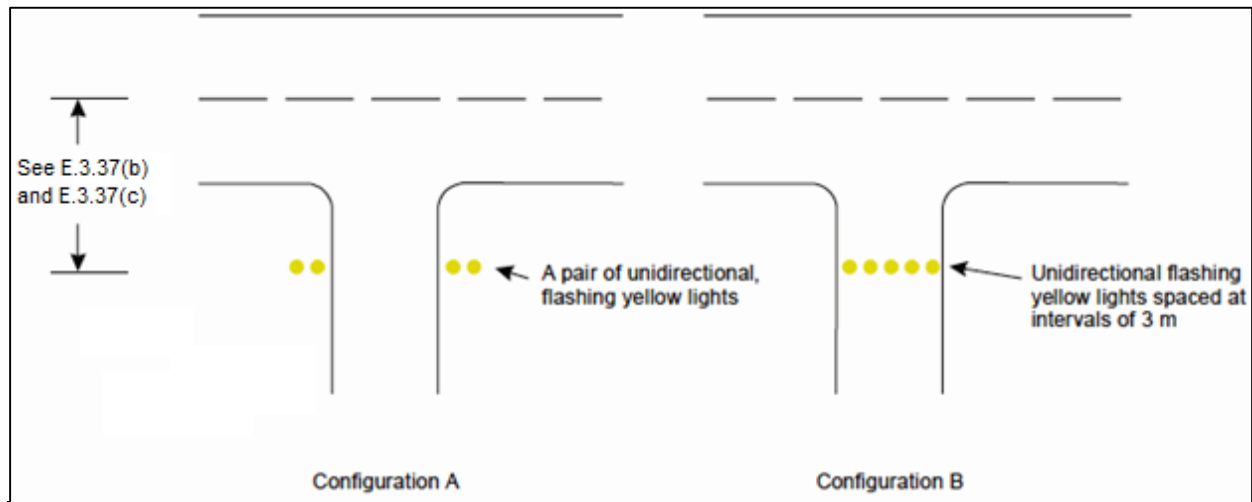 See E.3.37(b)
and E.3.37(c)
A pair of unidirectional,
flashing yellow lights
Unidirectional flashing
yellow lights spaced at
intervals of 3 m
Configuration A
Configuration B